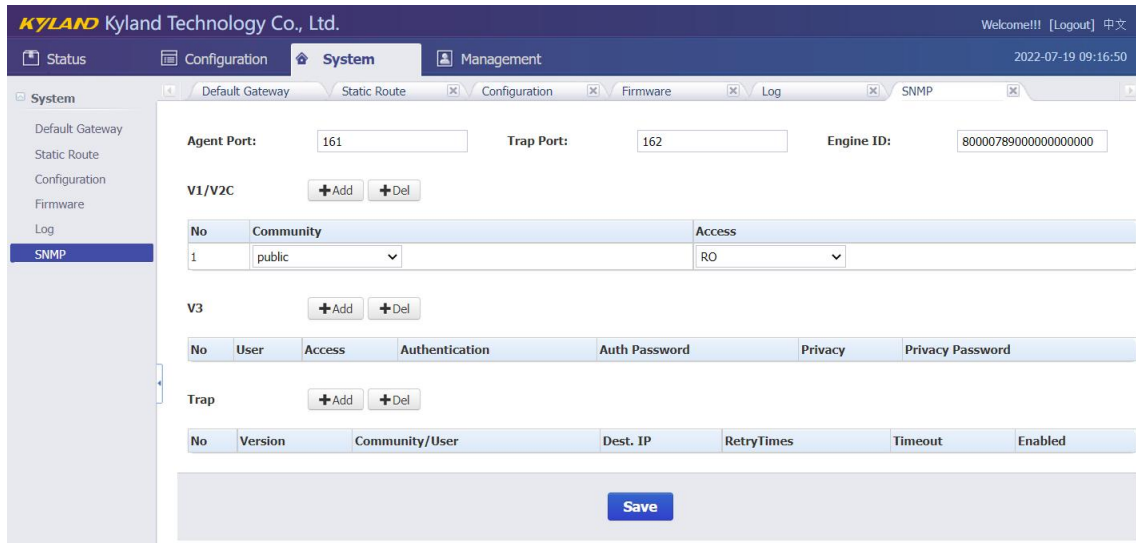 KYLAND Kyland Technology Co., Ltd. Welcome!!! [Logout] 中文
Status Configuration System Management 2022-07-19 09:16:50
System
Default Gateway
Static Route
Configuration
Firmware
Log
SNMP
Default Gateway Static Route Configuration Firmware Log SNMP
Agent Port: 161 Trap Port: 162 Engine ID: 80000789000000000000
V1/V2C Add Del
No Community Access
1 public RO
V3 Add Del
No User Access Authentication Auth Password Privacy Privacy Password
Trap Add Del
No Version Community/User Dest. IP RetryTimes Timeout Enabled
Save